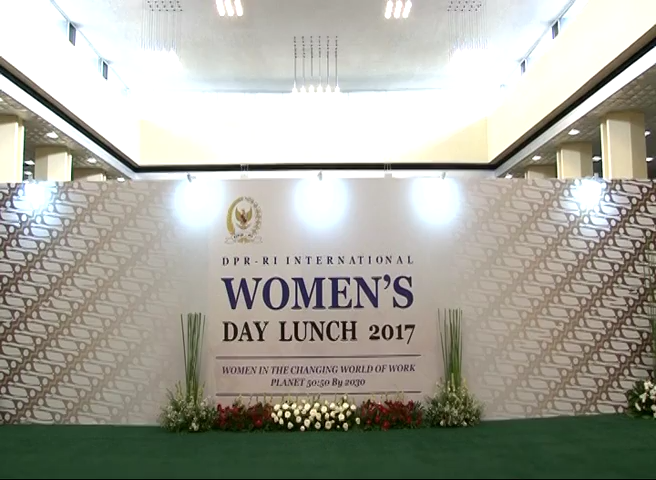 DPR-RI INTERNATIONAL
WOMEN'S
DAY LUNCH 2017
WOMEN IN THE CHANGING WORLD OF WORK
PLANET 50:50 By 2030